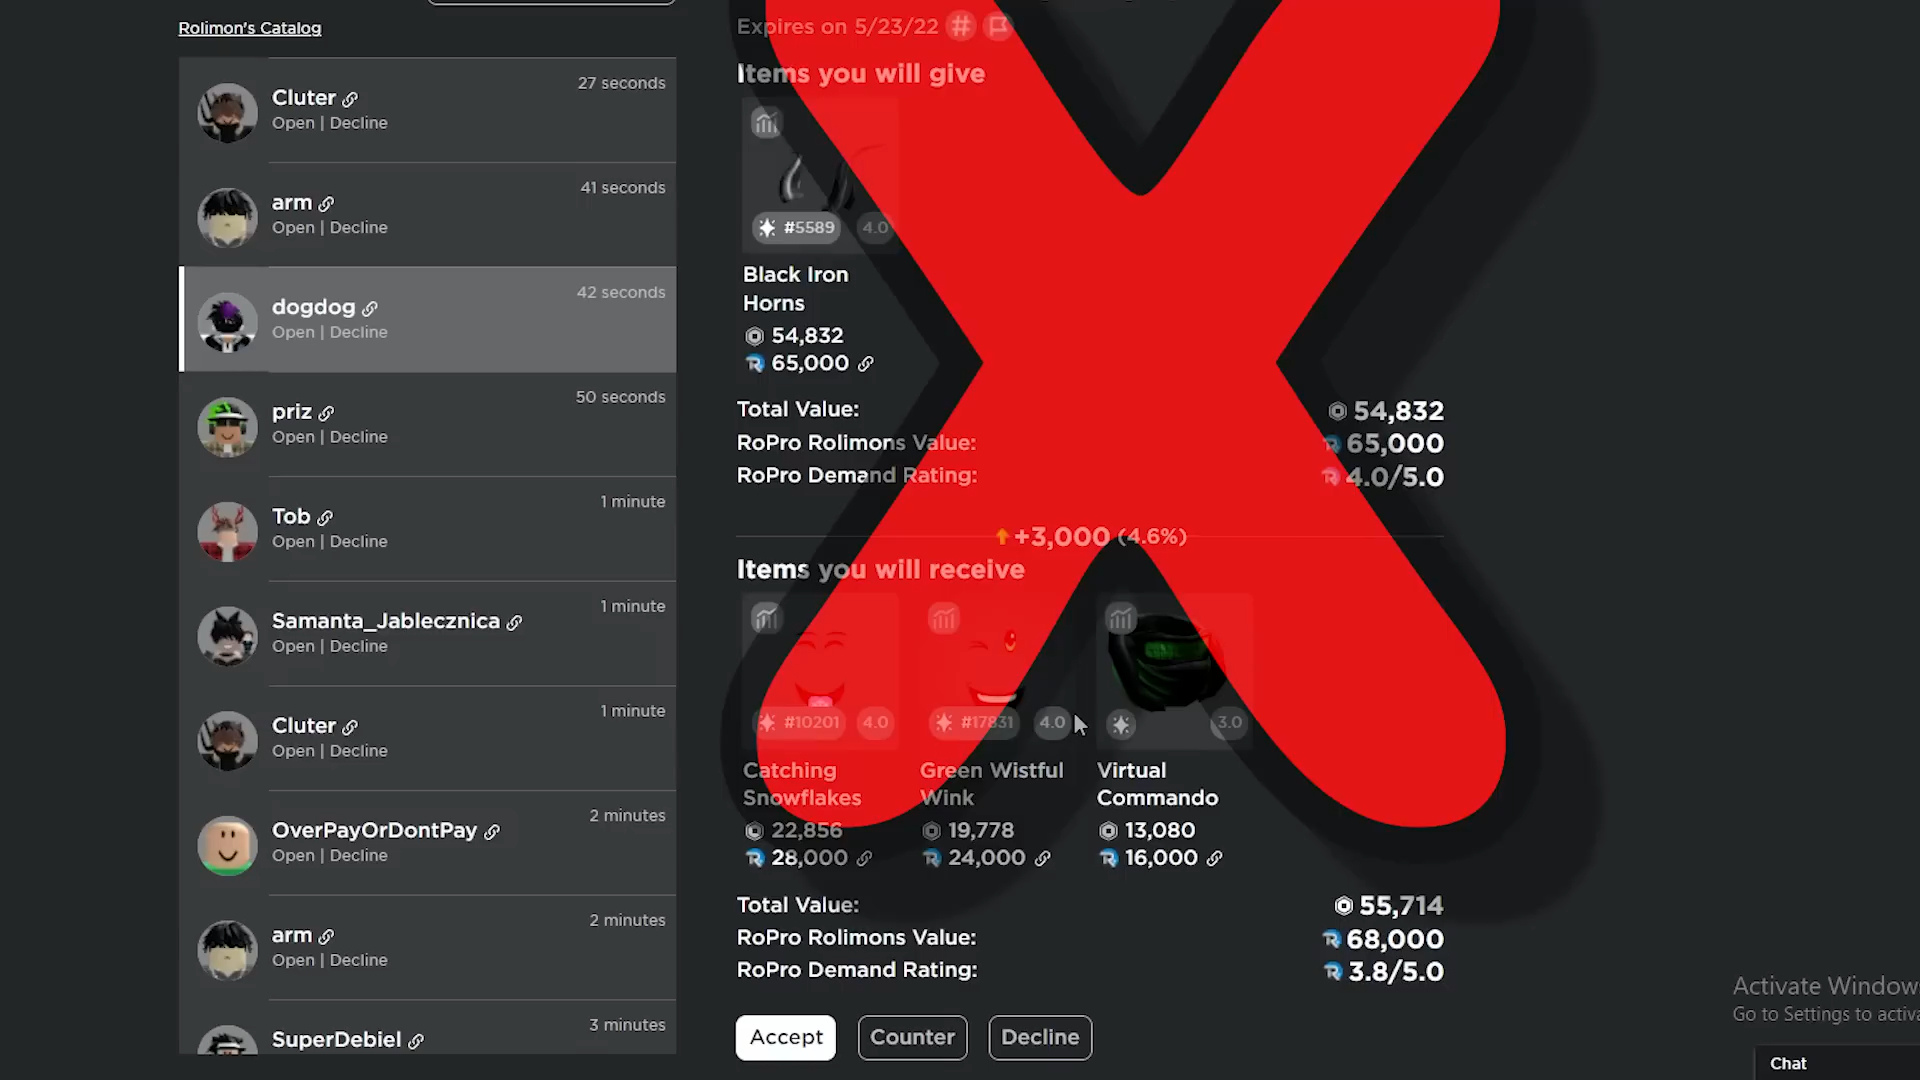 Rolimon's Catalog
Cluter
27 seconds
Open | Decline
arm
41 seconds
Open | Decline
dogdog
42 seconds
Open | Decline
priz
50 seconds
Open | Decline
Tob
1 minute
Open | Decline
Samanta_Jablecznica
1 minute
Open | Decline
Cluter
1 minute
Open | Decline
OverPayOrDontPay
2 minutes
Open | Decline
arm
2 minutes
Open | Decline
SuperDebiel
3 minutes
Expires on 5/23/22 #
Items you will give
#5589 4.0
Black Iron
Horns
54,832
65,000
Total Value: 54,832
RoPro Rolimons Value: 65,000
RoPro Demand Rating: 4.0/5.0
+3,000 (4.6%)
Items you will receive
#10201 4.0
Catching
Snowflakes
22,856
28,000
#17831 4.0
Green Wistful
Wink
19,778
24,000
3.0
Virtual
Commando
13,080
16,000
Total Value: 55,714
RoPro Rolimons Value: 68,000
RoPro Demand Rating: 3.8/5.0
Accept Counter Decline
Activate Window
Go to Settings to activa
Chat